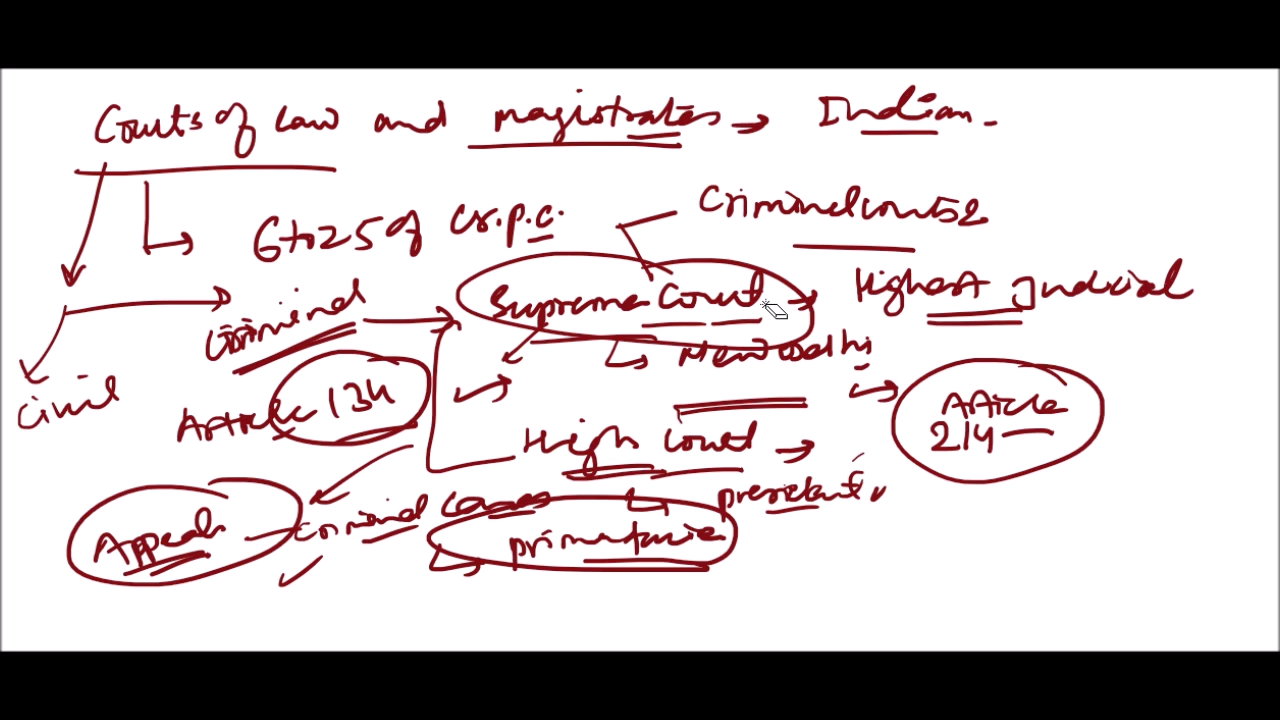 Courts of Law and magistrates → Indian.
6 to 25 of Cr.p.c.
Criminal courts
Criminal
Supreme Court → Highest Judicial
New Delhi
Civil
Article 134
Article
214
High Court →
president
Appeals
Criminal cases
primafacie